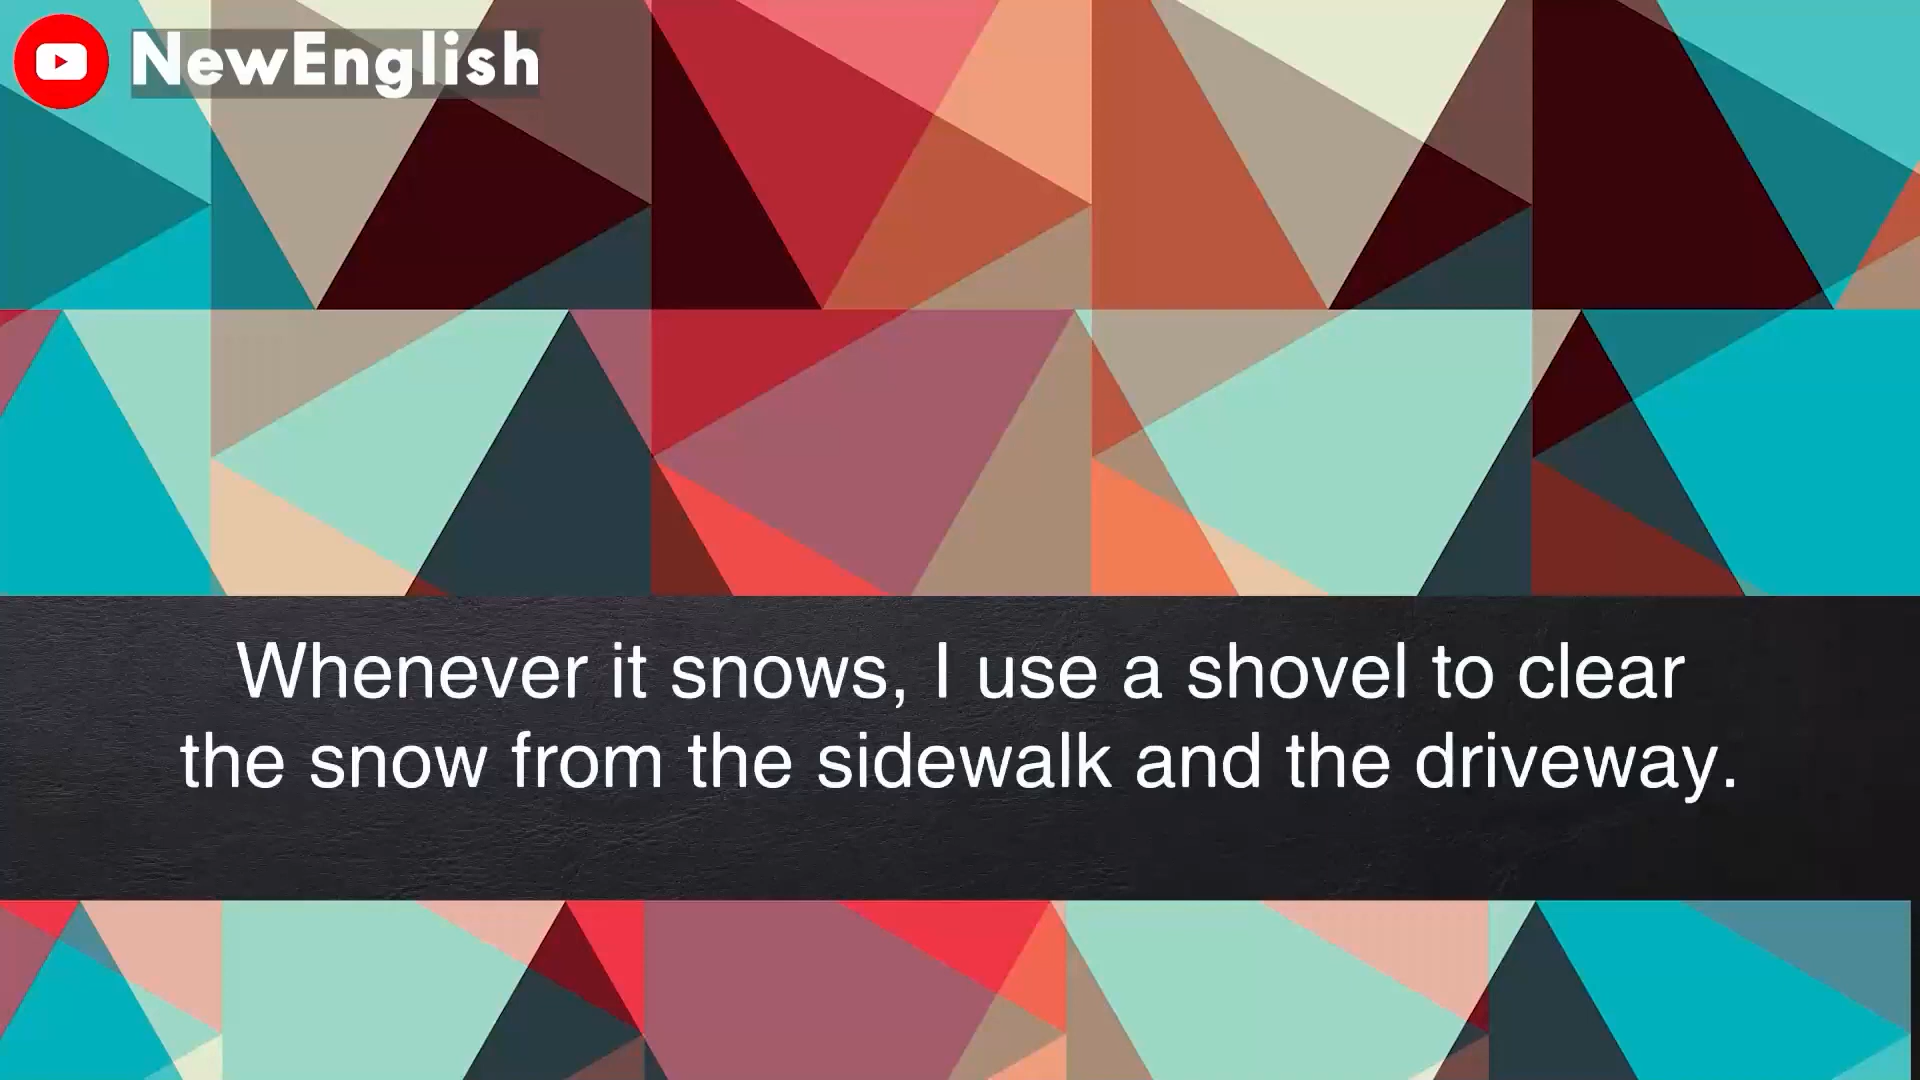 NewEnglish
Whenever it snows, I use a shovel to clear
the snow from the sidewalk and the driveway.